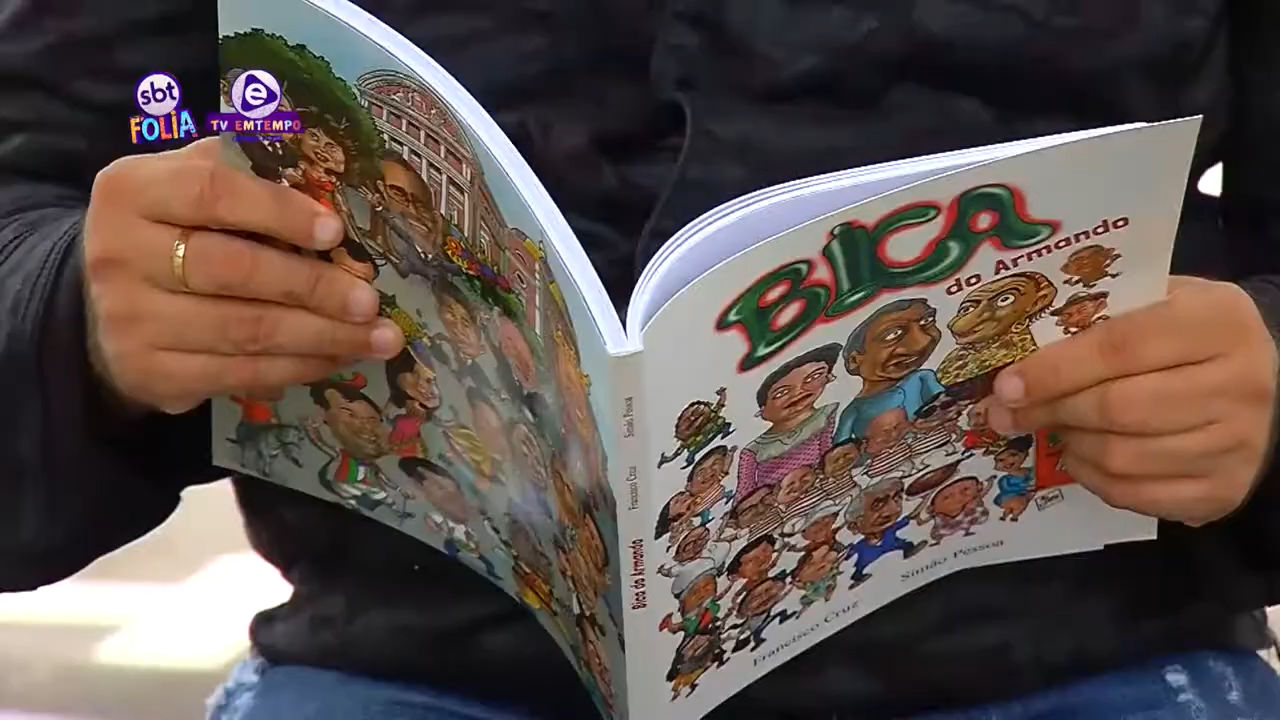 sbt
FOLIA
e
TV EMTEMPO
BICA
do Armando
Francisco Cruz
Simão Pessoa
Bica do Armando
Francisco Cruz
Simão Pessoa